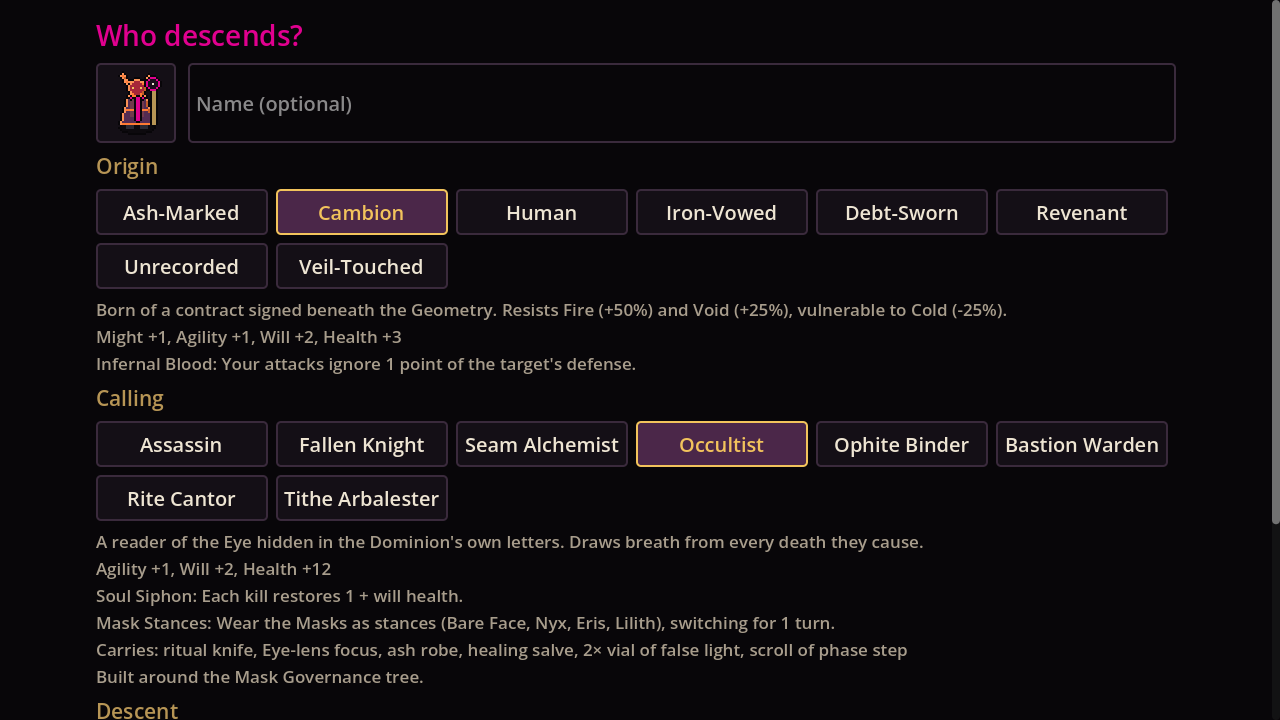 Who descends?
Name (optional)
Origin
Ash-Marked
Cambion
Human
Iron-Vowed
Debt-Sworn
Revenant
Unrecorded
Veil-Touched
Born of a contract signed beneath the Geometry. Resists Fire (+50%) and Void (+25%), vulnerable to Cold (-25%).
Might +1, Agility +1, Will +2, Health +3
Infernal Blood: Your attacks ignore 1 point of the target's defense.
Calling
Assassin
Fallen Knight
Seam Alchemist
Occultist
Ophite Binder
Bastion Warden
Rite Cantor
Tithe Arbalester
A reader of the Eye hidden in the Dominion's own letters. Draws breath from every death they cause.
Agility +1, Will +2, Health +12
Soul Siphon: Each kill restores 1 + will health.
Mask Stances: Wear the Masks as stances (Bare Face, Nyx, Eris, Lilith), switching for 1 turn.
Carries: ritual knife, Eye-lens focus, ash robe, healing salve, 2× vial of false light, scroll of phase step
Built around the Mask Governance tree.
Descent